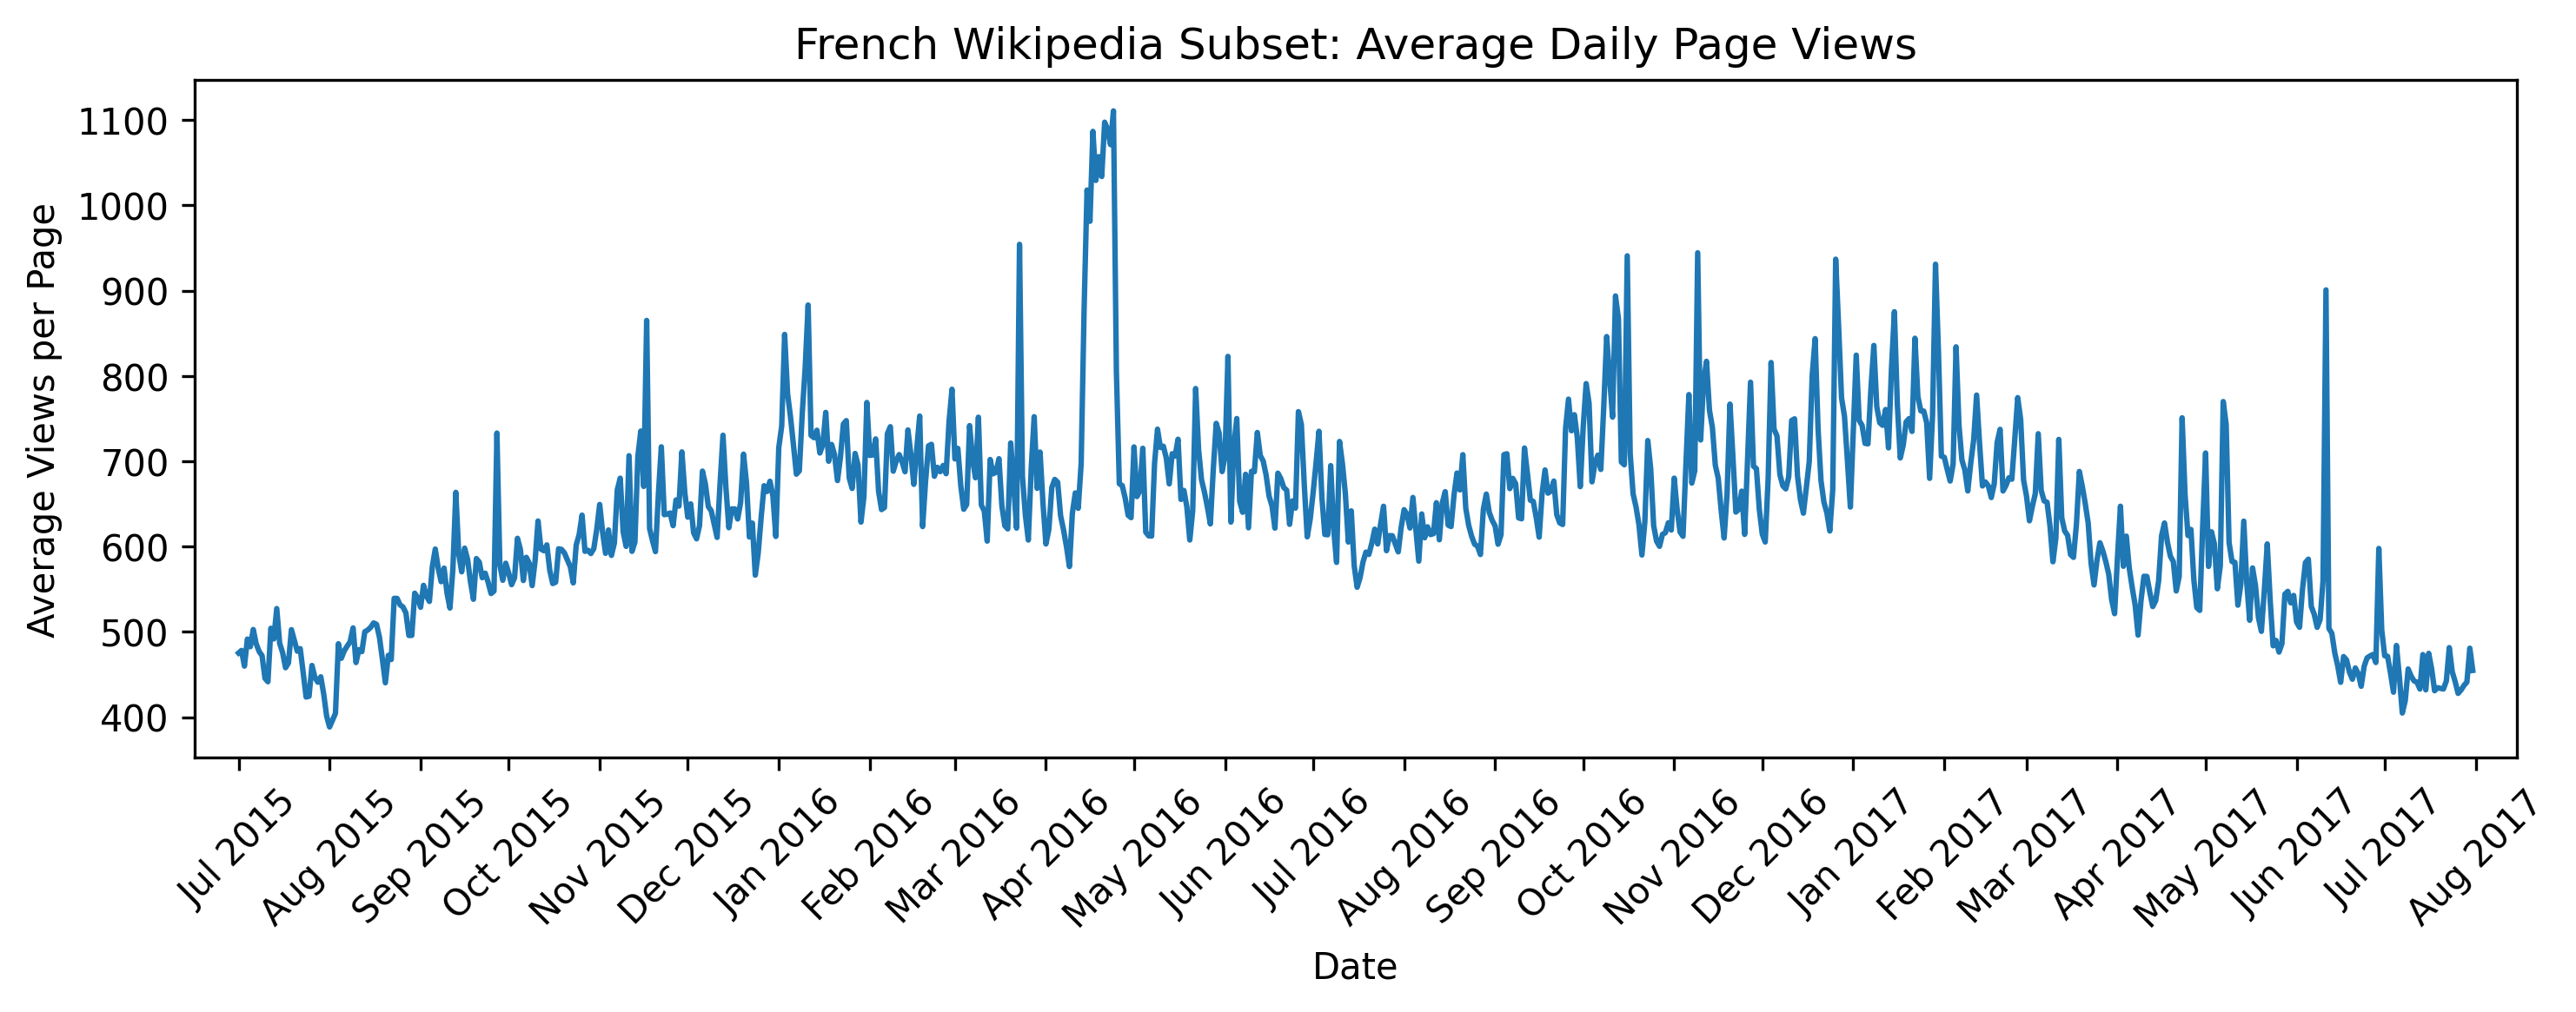 French Wikipedia Subset: Average Daily Page Views
Average Views per Page
1100
1000
900
800
700
600
500
400
Jul 2015
Aug 2015
Sep 2015
Oct 2015
Nov 2015
Dec 2015
Jan 2016
Feb 2016
Mar 2016
Apr 2016
May 2016
Jun 2016
Jul 2016
Aug 2016
Sep 2016
Oct 2016
Nov 2016
Dec 2016
Jan 2017
Feb 2017
Mar 2017
Apr 2017
May 2017
Jun 2017
Jul 2017
Aug 2017
Date